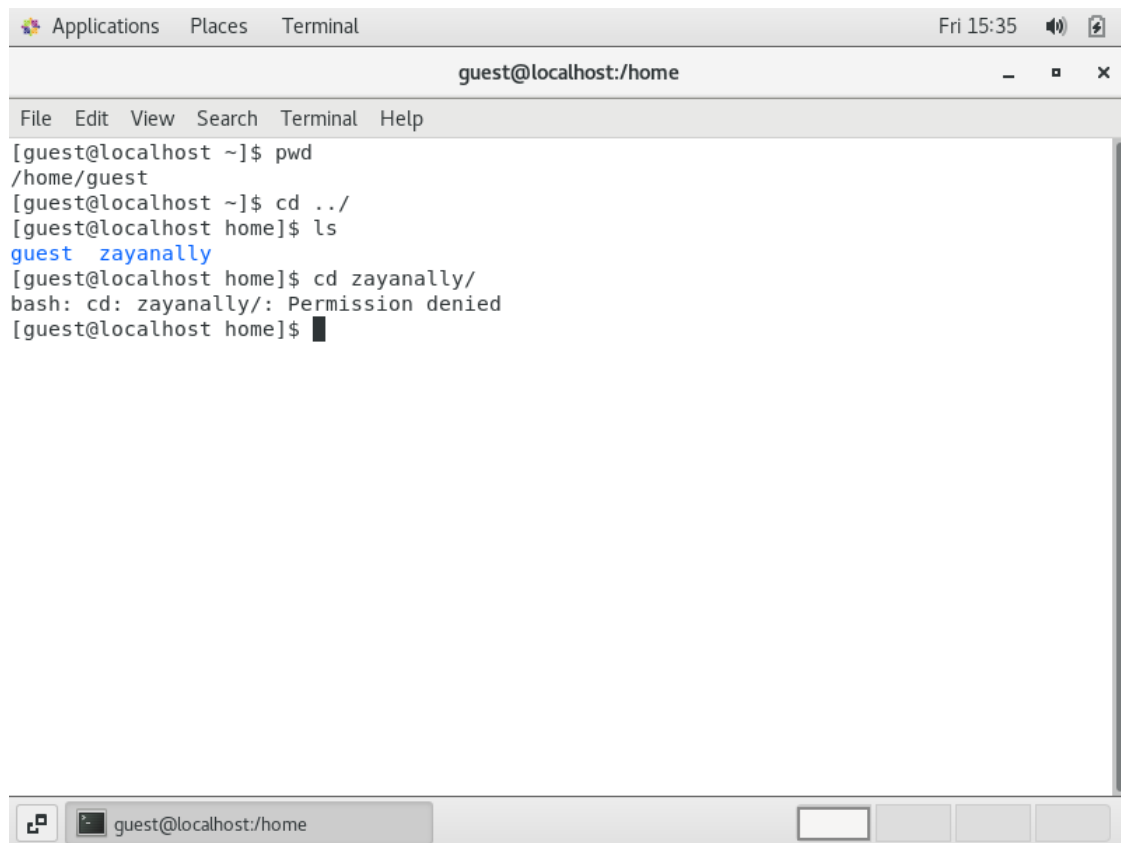 Applications Places Terminal Fri 15:35
guest@localhost:/home
File Edit View Search Terminal Help
[guest@localhost ~]$ pwd
/home/guest
[guest@localhost ~]$ cd ../
[guest@localhost home]$ ls
guest  zayanally
[guest@localhost home]$ cd zayanally/
bash: cd: zayanally/: Permission denied
[guest@localhost home]$
guest@localhost:/home